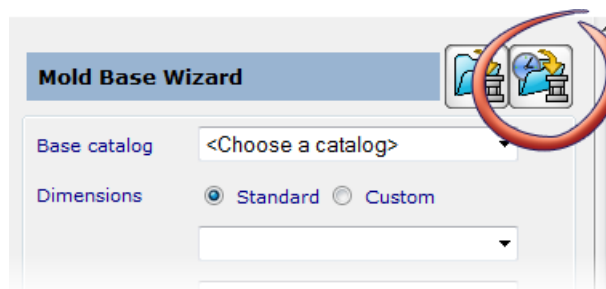 Mold Base Wizard
Base catalog <Choose a catalog>
Dimensions Standard Custom